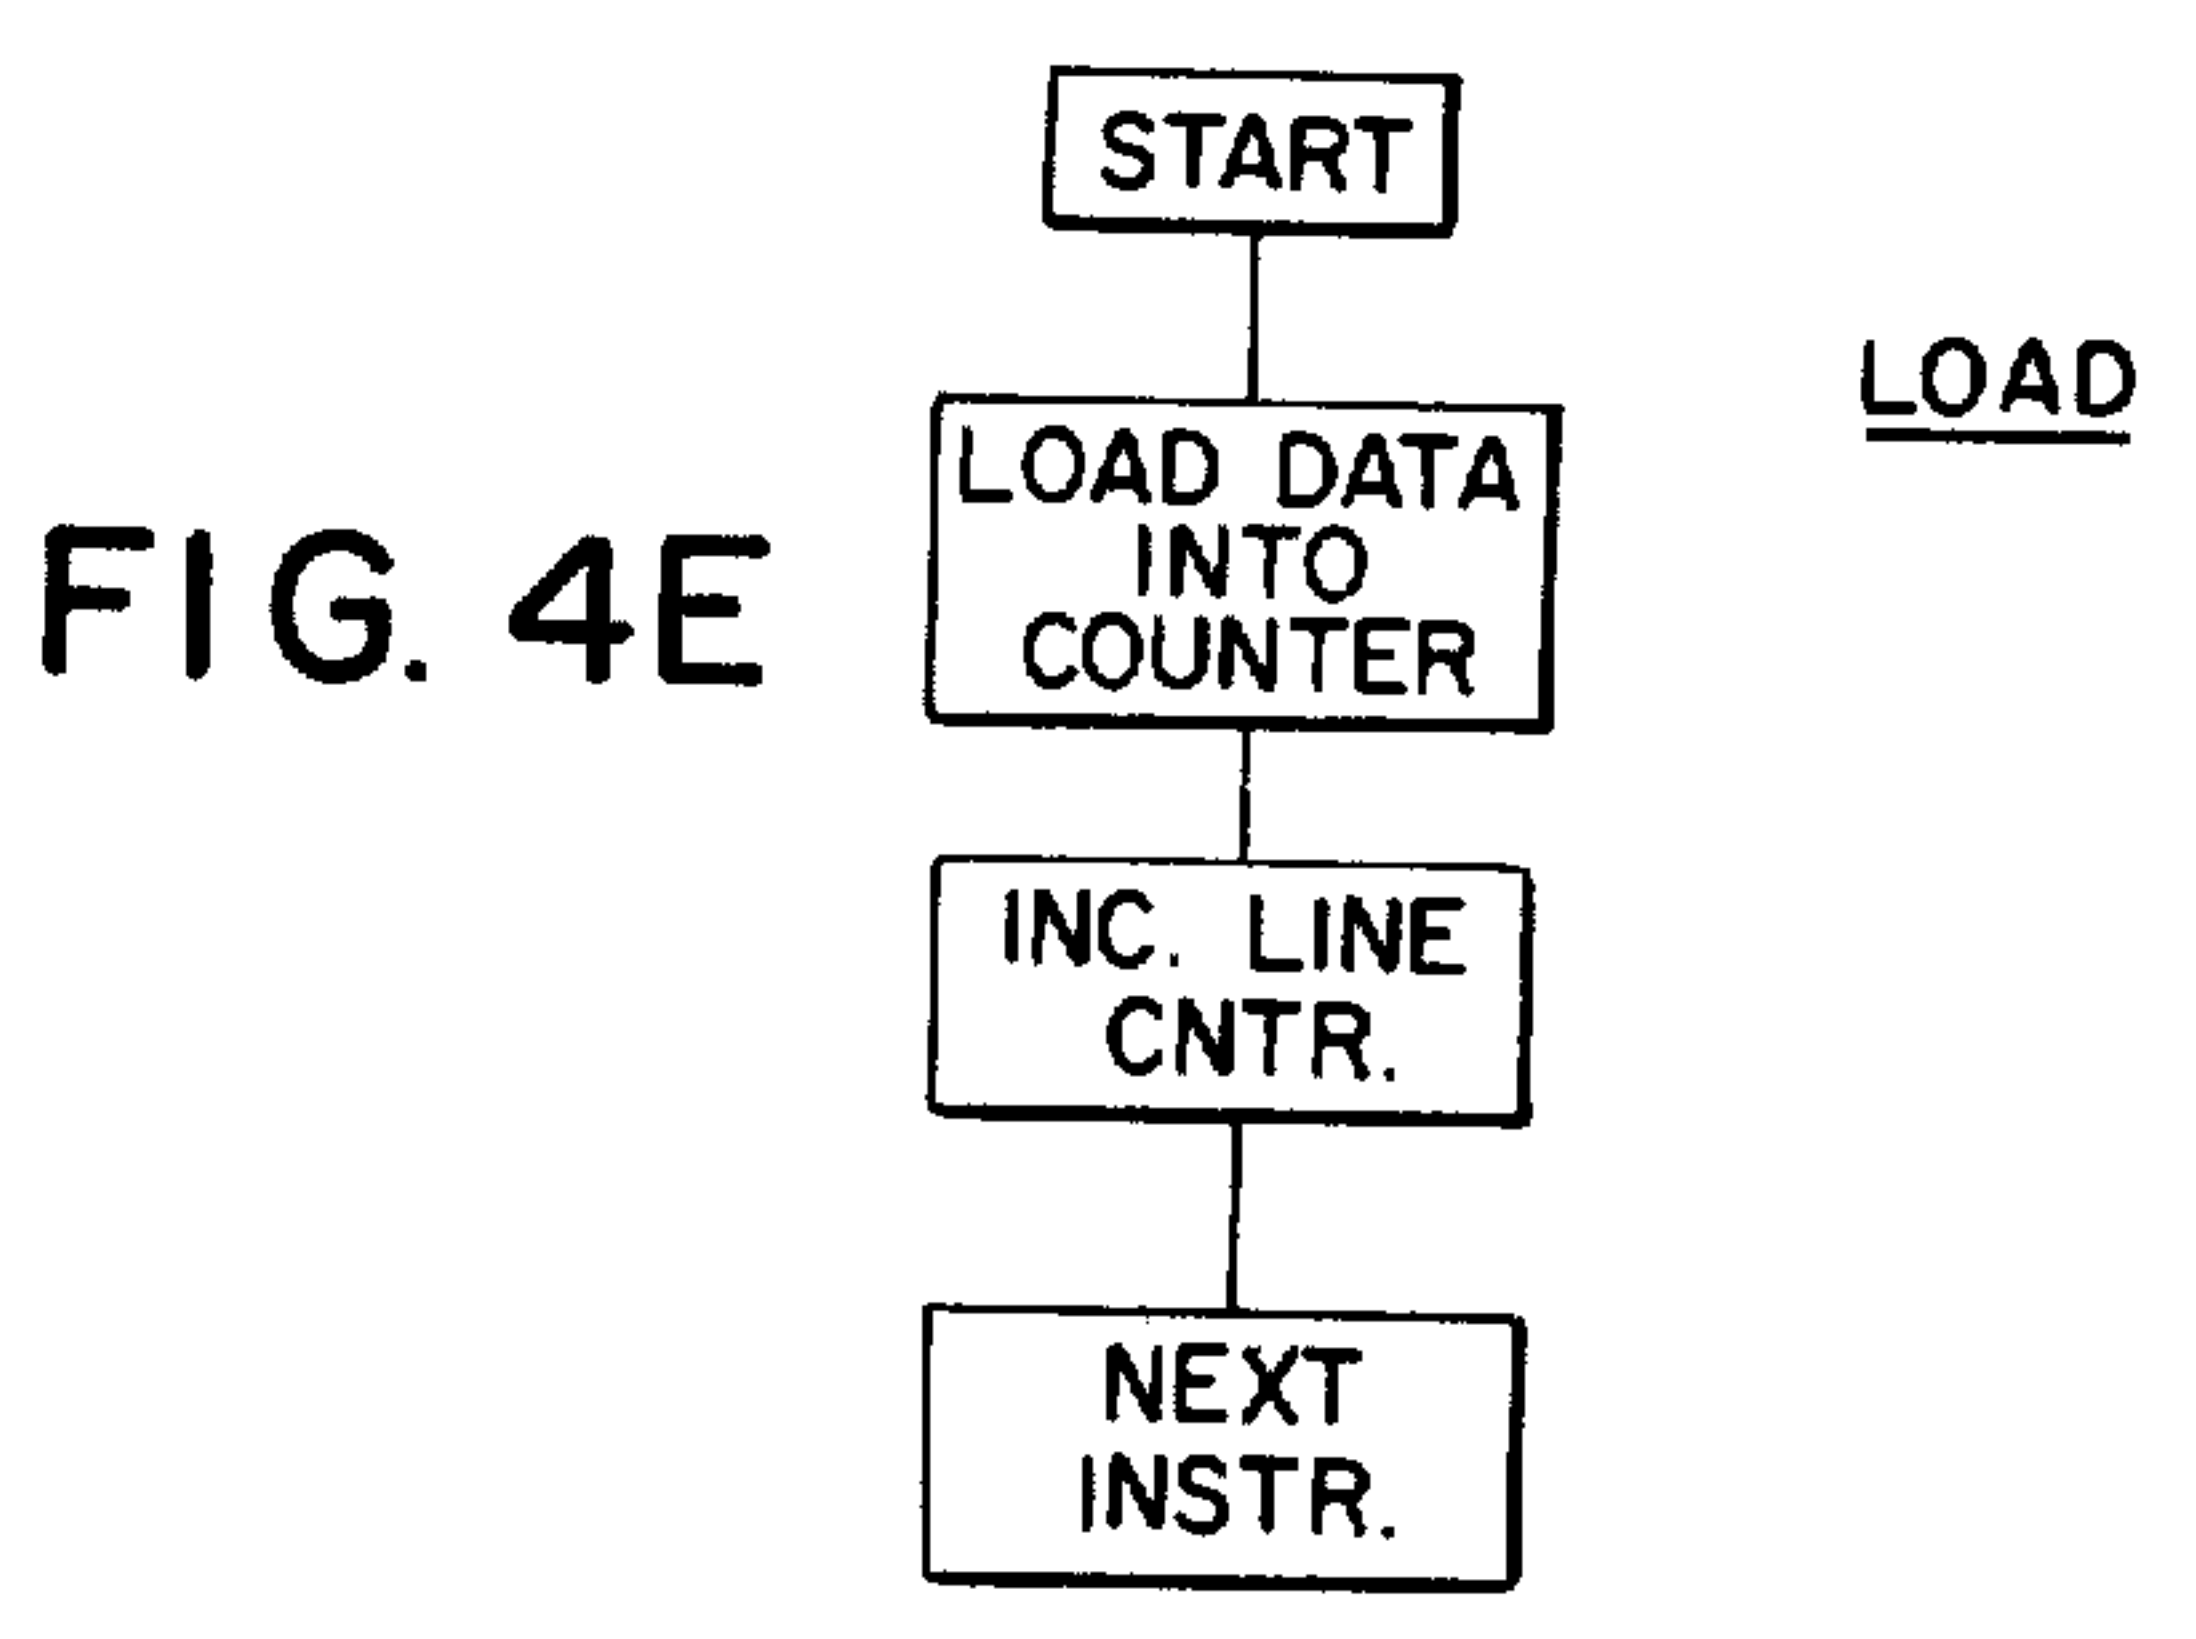 START
LOAD
LOAD DATA
INTO
COUNTER
FIG. 4E
INC. LINE
CNTR.
NEXT
INSTR.